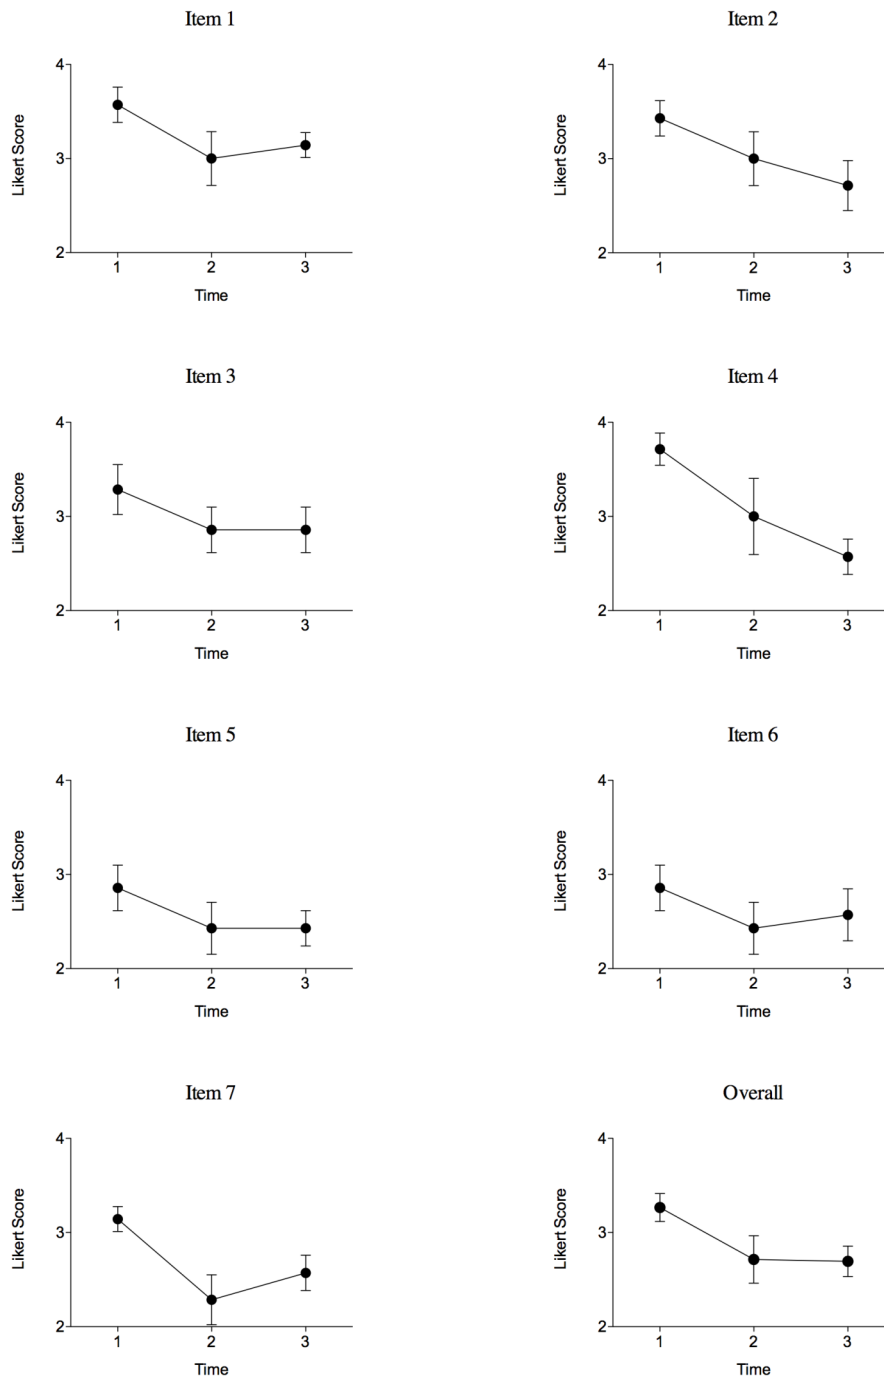 Item 1
4
3
2
Likert Score
1 2 3
Time
Item 2
4
3
2
Likert Score
1 2 3
Time
Item 3
4
3
2
Likert Score
1 2 3
Time
Item 4
4
3
2
Likert Score
1 2 3
Time
Item 5
4
3
2
Likert Score
1 2 3
Time
Item 6
4
3
2
Likert Score
1 2 3
Time
Item 7
4
3
2
Likert Score
1 2 3
Time
Overall
4
3
2
Likert Score
1 2 3
Time